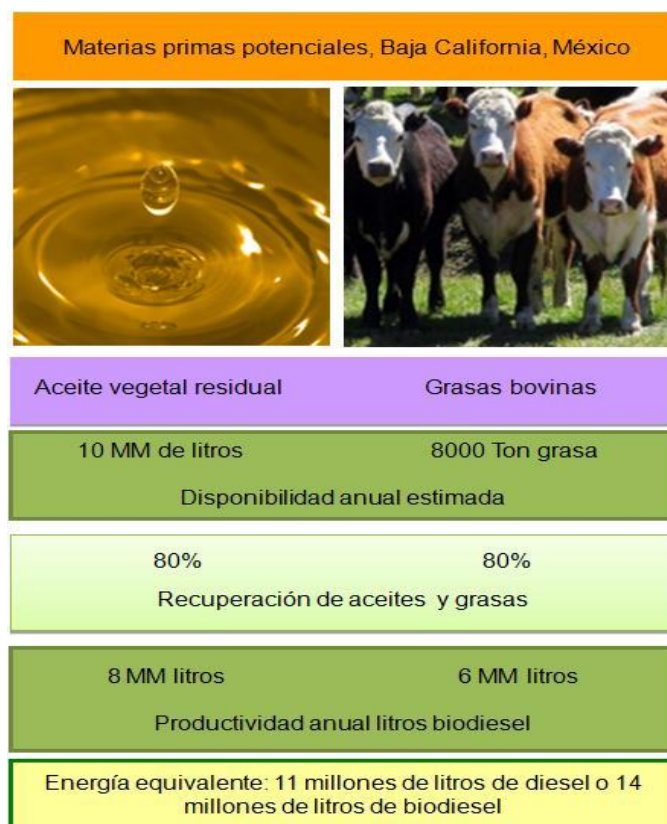 Materias primas potenciales, Baja California, México
Aceite vegetal residual Grasas bovinas
10 MM de litros 8000 Ton grasa
Disponibilidad anual estimada
80% 80%
Recuperación de aceites y grasas
8 MM litros 6 MM litros
Productividad anual litros biodiesel
Energía equivalente: 11 millones de litros de diesel o 14
millones de litros de biodiesel